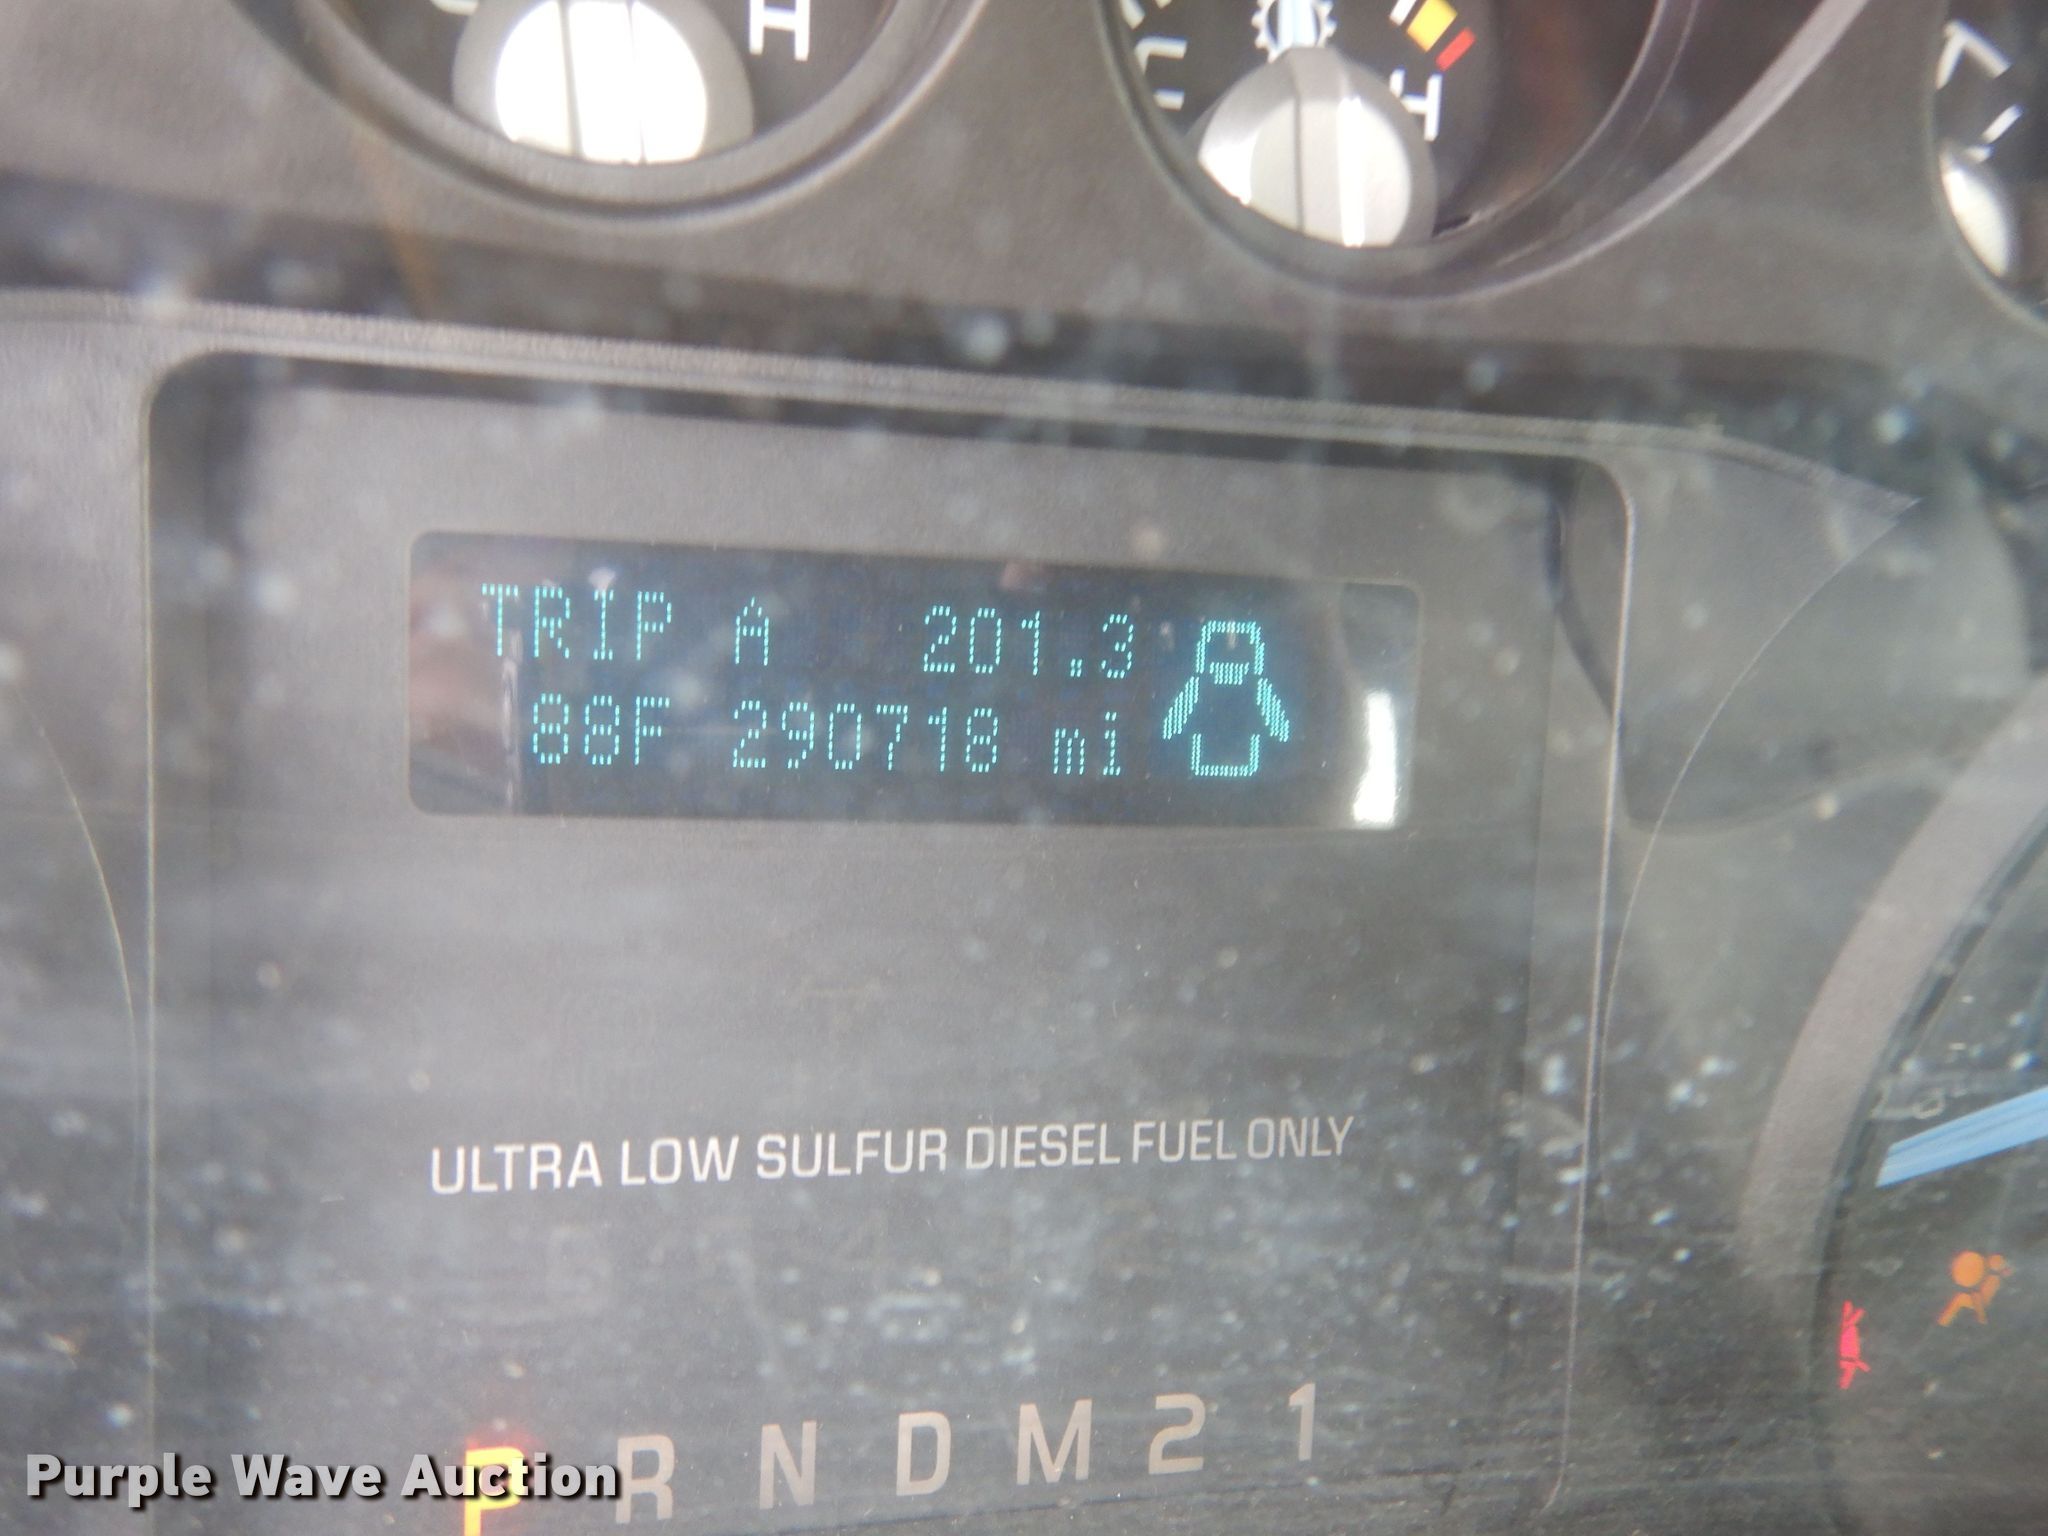 H
H
TRIP A 201.3
88F 290718 mi
ULTRA LOW SULFUR DIESEL FUEL ONLY
P R N D M 2 1
Purple Wave Auction